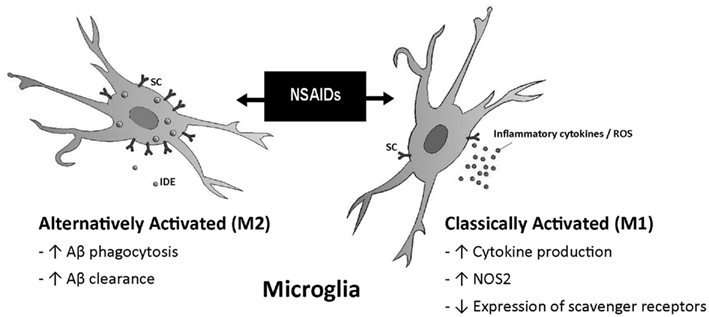 SC
NSAIDs
IDE
SC
Inflammatory cytokines / ROS
Alternatively Activated (M2)
- ↑ Aβ phagocytosis
- ↑ Aβ clearance
Microglia
Classically Activated (M1)
- ↑ Cytokine production
- ↑ NOS2
- ↓ Expression of scavenger receptors